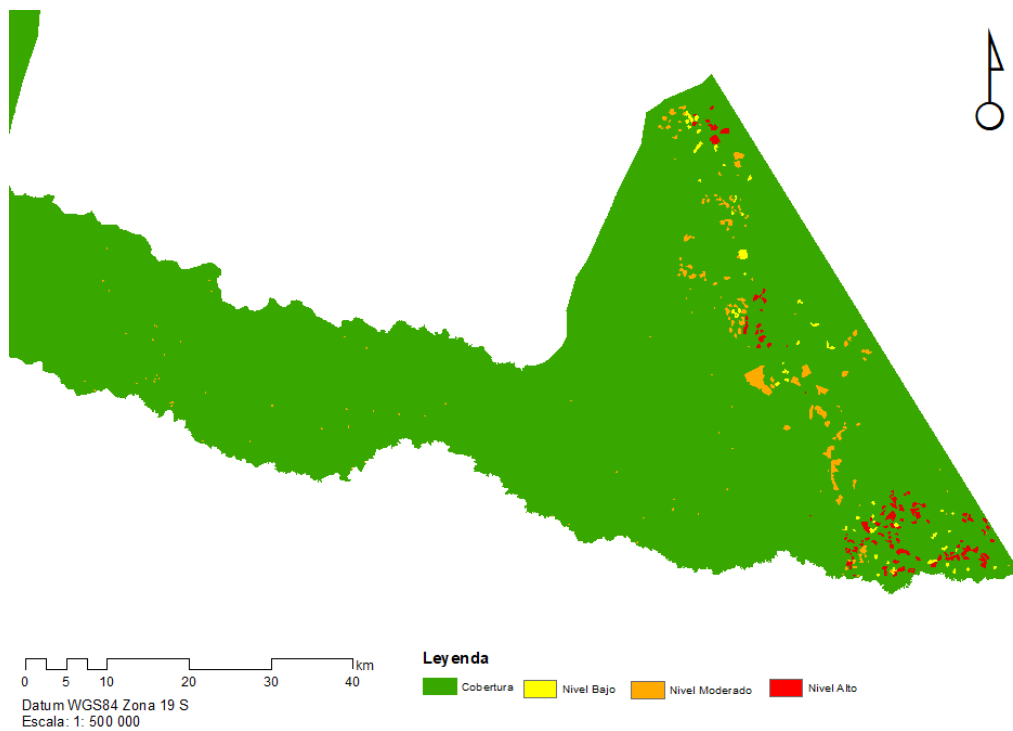 km
0 5 10 20 30 40
Datum WGS84 Zona 19 S
Escala: 1: 500 000
Leyenda
Cobertura Nivel Bajo Nivel Moderado Nivel Alto